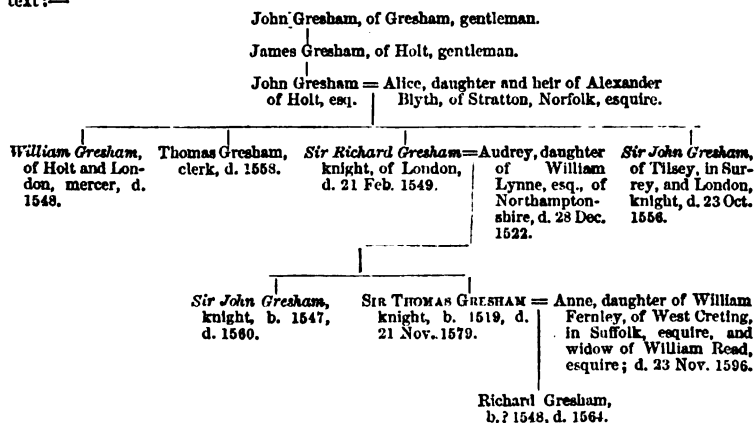 text:—
John Gresham, of Gresham, gentleman.
James Gresham, of Holt, gentleman.
John Gresham = Alice, daughter and heir of Alexander
of Holt, esq. Blyth, of Stratton, Norfolk, esquire.
William Gresham,
of Holt and Lon-
don, mercer, d.
1548.
Thomas Gresham,
clerk, d. 1558.
Sir Richard Gresham=
knight, of London,
d. 21 Feb. 1549.
Audrey, daughter
of William
Lynne, esq., of
Northampton-
shire, d. 28 Dec.
1522.
Sir John Gresham,
of Tilsey, in Sur-
rey, and London,
knight, d. 23 Oct.
1556.
Sir John Gresham,
knight, b. 1547,
d. 1560.
SIR THOMAS GRESHAM =
knight, b. 1519, d.
21 Nov. 1579.
Anne, daughter of William
Fernley, of West Creting,
in Suffolk, esquire, and
widow of William Read,
esquire; d. 23 Nov. 1596.
Richard Gresham,
b.? 1548, d. 1564.